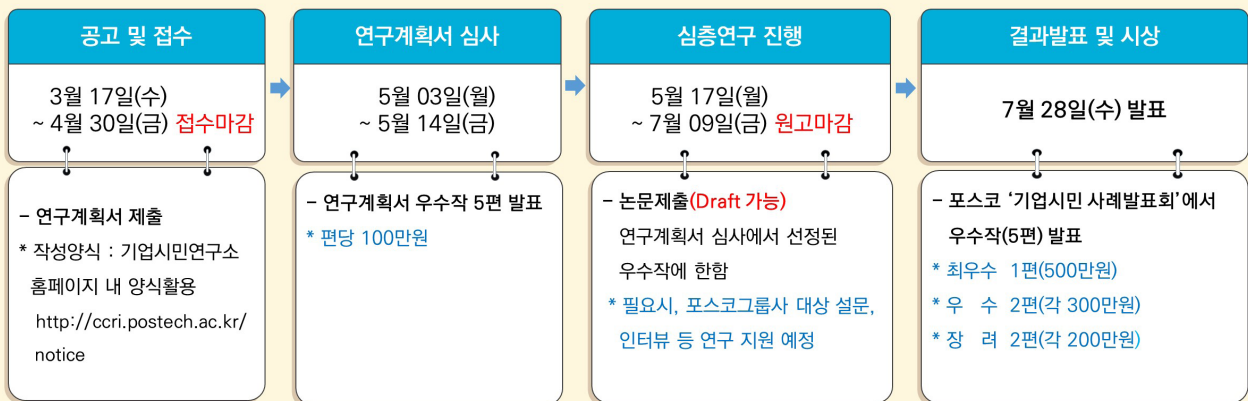 공고 및 접수
3월 17일(수)
~ 4월 30일(금) 접수마감
- 연구계획서 제출
* 작성양식 : 기업시민연구소
홈페이지 내 양식활용
http://ccri.postech.ac.kr/
notice
연구계획서 심사
5월 03일(월)
~ 5월 14일(금)
- 연구계획서 우수작 5편 발표
* 편당 100만원
심층연구 진행
5월 17일(월)
~ 7월 09일(금) 원고마감
- 논문제출(Draft 가능)
연구계획서 심사에서 선정된
우수작에 한함
* 필요시, 포스코그룹사 대상 설문,
인터뷰 등 연구 지원 예정
결과발표 및 시상
7월 28일(수) 발표
- 포스코 ‘기업시민 사례발표회’에서
우수작(5편) 발표
* 최우수 1편(500만원)
* 우 수 2편(각 300만원)
* 장 려 2편(각 200만원)